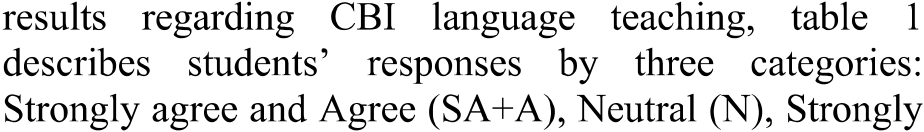 results regarding CBI language teaching, table 1
describes students’ responses by three categories:
Strongly agree and Agree (SA+A), Neutral (N), Strongly